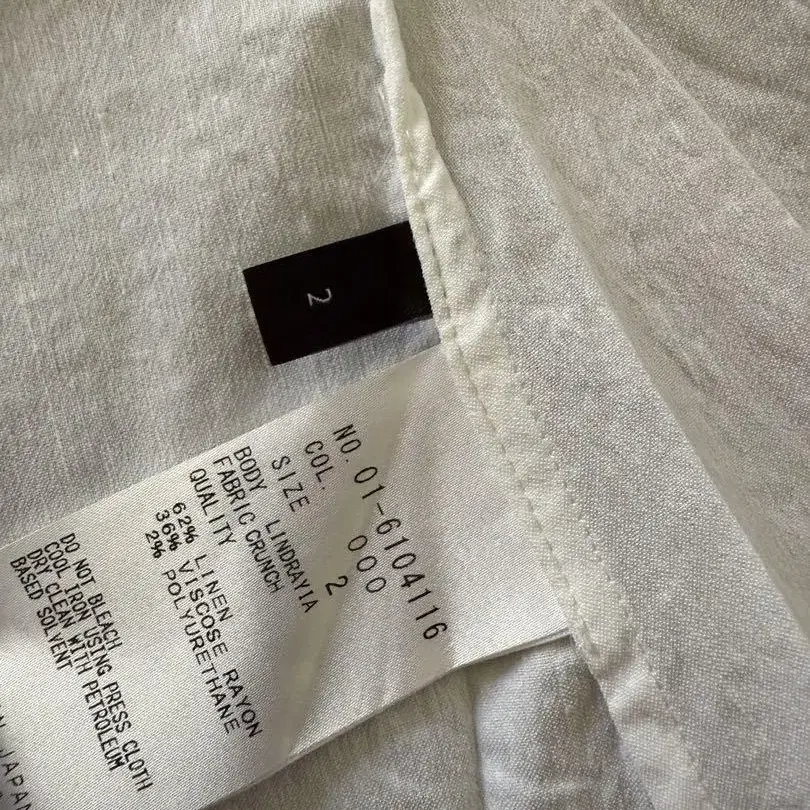 2
NO. 01-6104116
COL. 000
SIZE 2
BODY LINDRAYIA
FABRIC CRUNCH
QUALITY
62% LINEN
36% VISCOSE RAYON
2% POLYURETHANE
DO NOT BLEACH
COOL IRON USING PRESS CLOTH
DRY CLEAN WITH PETROLEUM
BASED SOLVENT
JAPAN